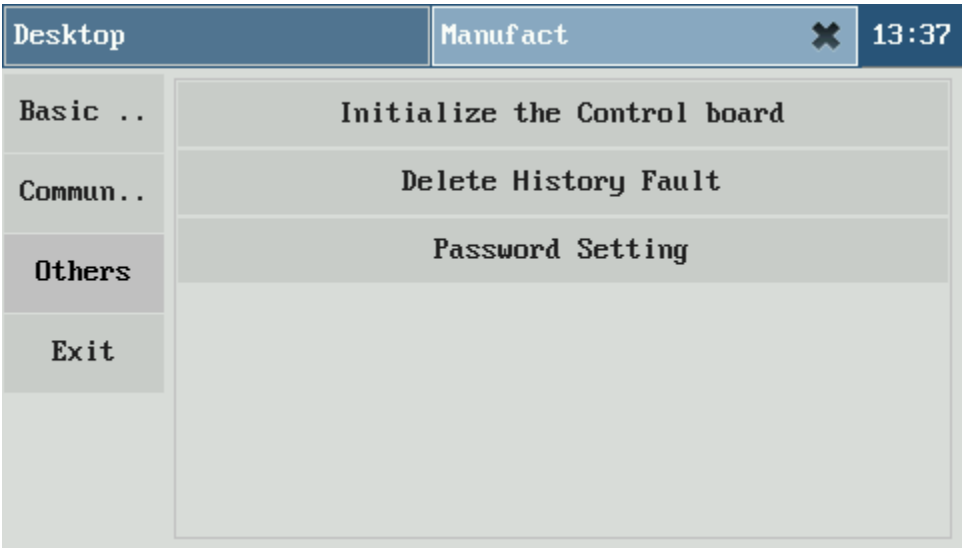 Desktop
Manufact
13:37
Basic ..
Commun..
Others
Exit
Initialize the Control board
Delete History Fault
Password Setting